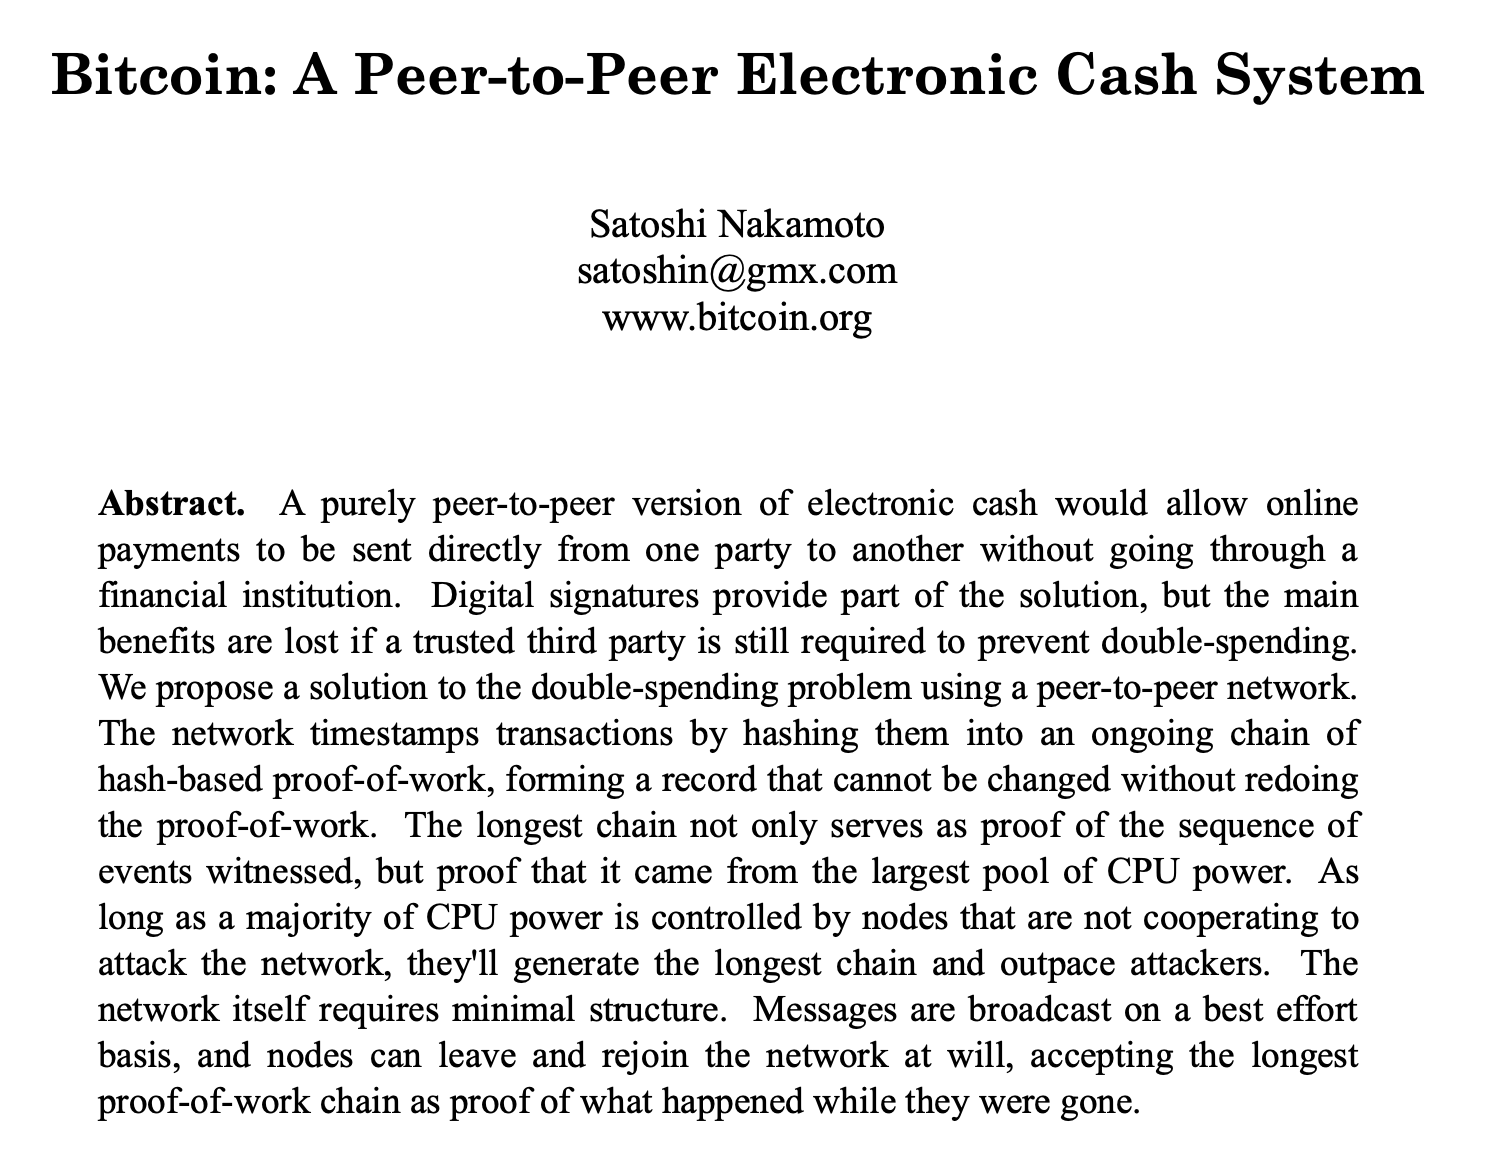 Bitcoin: A Peer-to-Peer Electronic Cash System
Satoshi Nakamoto
satoshin@gmx.com
www.bitcoin.org
Abstract. A purely peer-to-peer version of electronic cash would allow online
payments to be sent directly from one party to another without going through a
financial institution. Digital signatures provide part of the solution, but the main
benefits are lost if a trusted third party is still required to prevent double-spending.
We propose a solution to the double-spending problem using a peer-to-peer network.
The network timestamps transactions by hashing them into an ongoing chain of
hash-based proof-of-work, forming a record that cannot be changed without redoing
the proof-of-work. The longest chain not only serves as proof of the sequence of
events witnessed, but proof that it came from the largest pool of CPU power. As
long as a majority of CPU power is controlled by nodes that are not cooperating to
attack the network, they'll generate the longest chain and outpace attackers. The
network itself requires minimal structure. Messages are broadcast on a best effort
basis, and nodes can leave and rejoin the network at will, accepting the longest
proof-of-work chain as proof of what happened while they were gone.